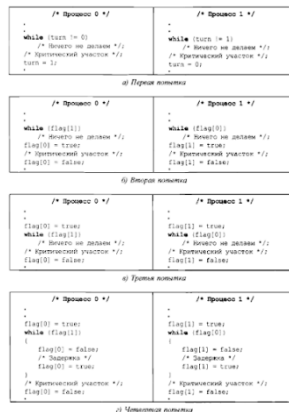 /* Процесс 0 */
.
.
while (turn != 0)
/* Ничего не делаем */;
/* Критический участок */
turn = 1;
/* Процесс 1 */
.
.
while (turn != 1)
/* Ничего не делаем */;
/* Критический участок */;
turn = 0;
а) Первая попытка
/* Процесс 0 */
.
.
while (flag[1])
/* Ничего не делаем */;
flag[0] = true;
/* Критический участок */;
flag[0] = false;
/* Процесс 1 */
.
.
while (flag[0])
/* Ничего не делаем */;
flag[1] = true;
/* Критический участок */;
flag[1] = false;
б) Вторая попытка
/* Процесс 0 */
.
.
flag[0] = true;
while (flag[1])
/* Ничего не делаем */;
/* Критический участок */;
flag[0] = false;
/* Процесс 1 */
.
.
flag[1] = true;
while (flag[0])
/* Ничего не делаем */;
/* Критический участок */;
flag[1] = false;
в) Третья попытка
/* Процесс 0 */
.
.
flag[0] = true;
while (flag[1])
{
flag[0] = false;
/* Задержка */
flag[0] = true;
}
/* Критический участок */;
flag[0] = false;
/* Процесс 1 */
.
.
flag[1] = true;
while (flag[0])
{
flag[1] = false;
/* Задержка */
flag[1] = true;
}
/* Критический участок */;
flag[1] = false;
г) Четвертая попытка